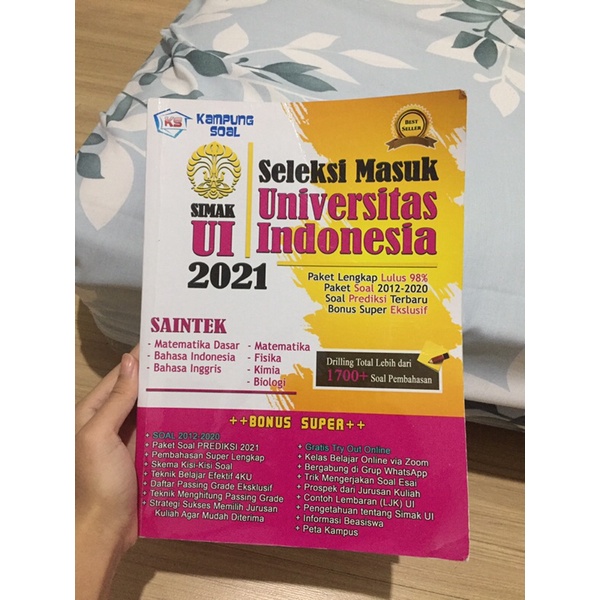 KS
Kampung
Soal
BEST
SELLER
SIMAK
UI
2021
Seleksi Masuk
Universitas
Indonesia
Paket Lengkap Lulus 98%
Paket Soal 2012-2020
Soal Prediksi Terbaru
Bonus Super Ekslusif
SAINTEK
- Matematika Dasar
- Bahasa Indonesia
- Bahasa Inggris
- Matematika
- Fisika
- Kimia
- Biologi
Drilling Total Lebih dari
1700+ Soal Pembahasan
++BONUS SUPER++
+ SOAL 2012-2020
+ Paket Soal PREDIKSI 2021
+ Pembahasan Super Lengkap
+ Skema Kisi-Kisi Soal
+ Teknik Belajar Efektif 4KU
+ Daftar Passing Grade Eksklusif
+ Teknik Menghitung Passing Grade
+ Strategi Sukses Memilih Jurusan
Kuliah Agar Mudah Diterima
+ Gratis Try Out Online
+ Kelas Belajar Online via Zoom
+ Bergabung di Grup WhatsApp
+ Trik Mengerjakan Soal Esai
+ Prospek dari Jurusan Kuliah
+ Contoh Lembaran (LJK) UI
+ Pengetahuan tentang Simak UI
+ Informasi Beasiswa
+ Peta Kampus